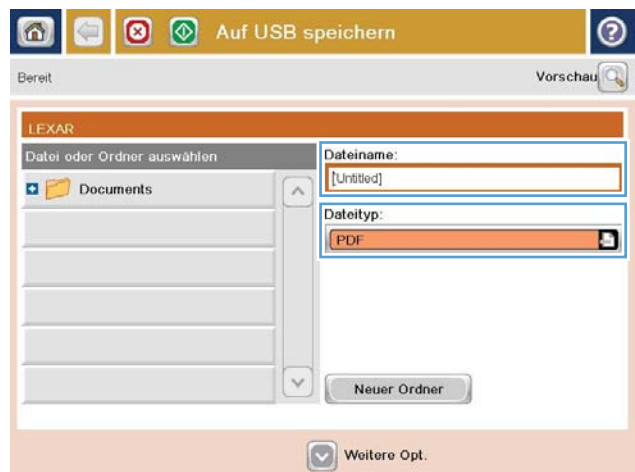 Auf USB speichern
?
Bereit
Vorschau
LEXAR
Datei oder Ordner auswählen
Documents
Dateiname:
[Untitled]
Dateityp:
PDF
Neuer Ordner
Weitere Opt.